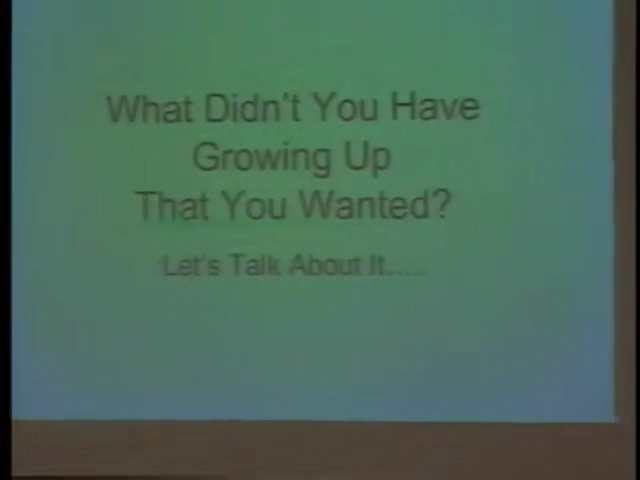 What Didn't You Have
Growing Up
That You Wanted?
Let's Talk About It.....